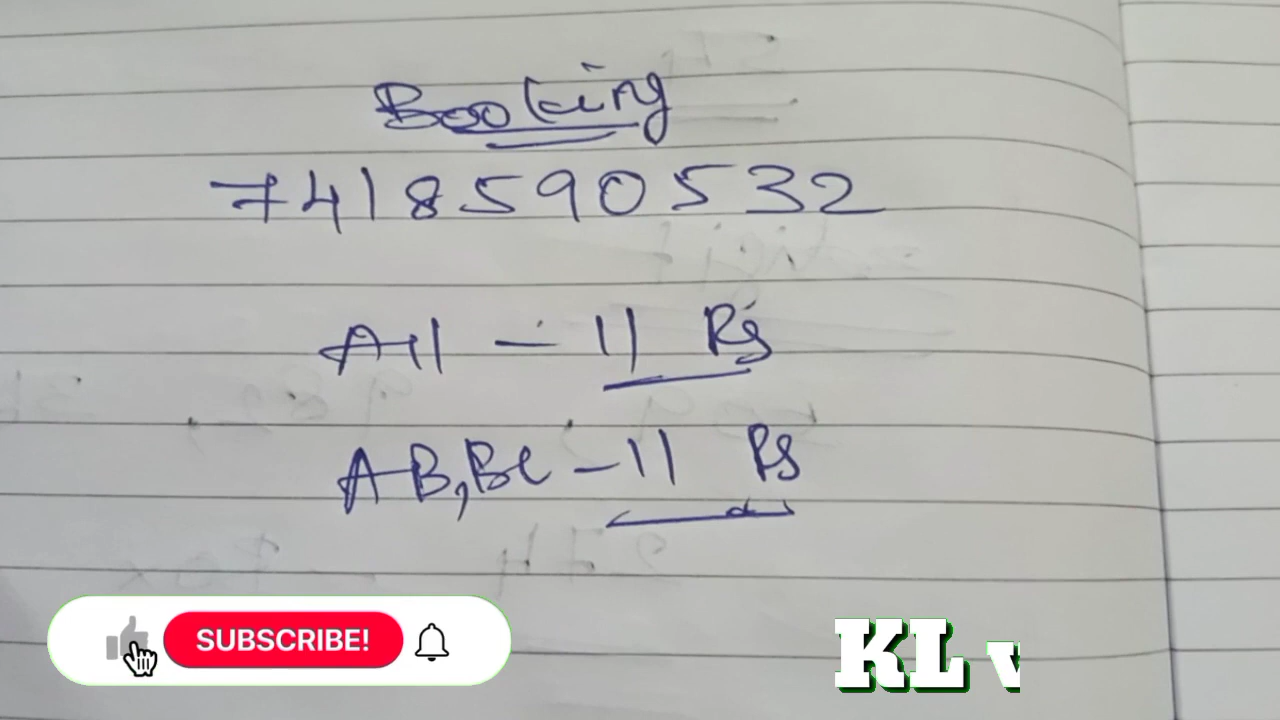 Booking
7418590532
All - 11 Rs
AB, BC - 11 Rs
SUBSCRIBE!
KL